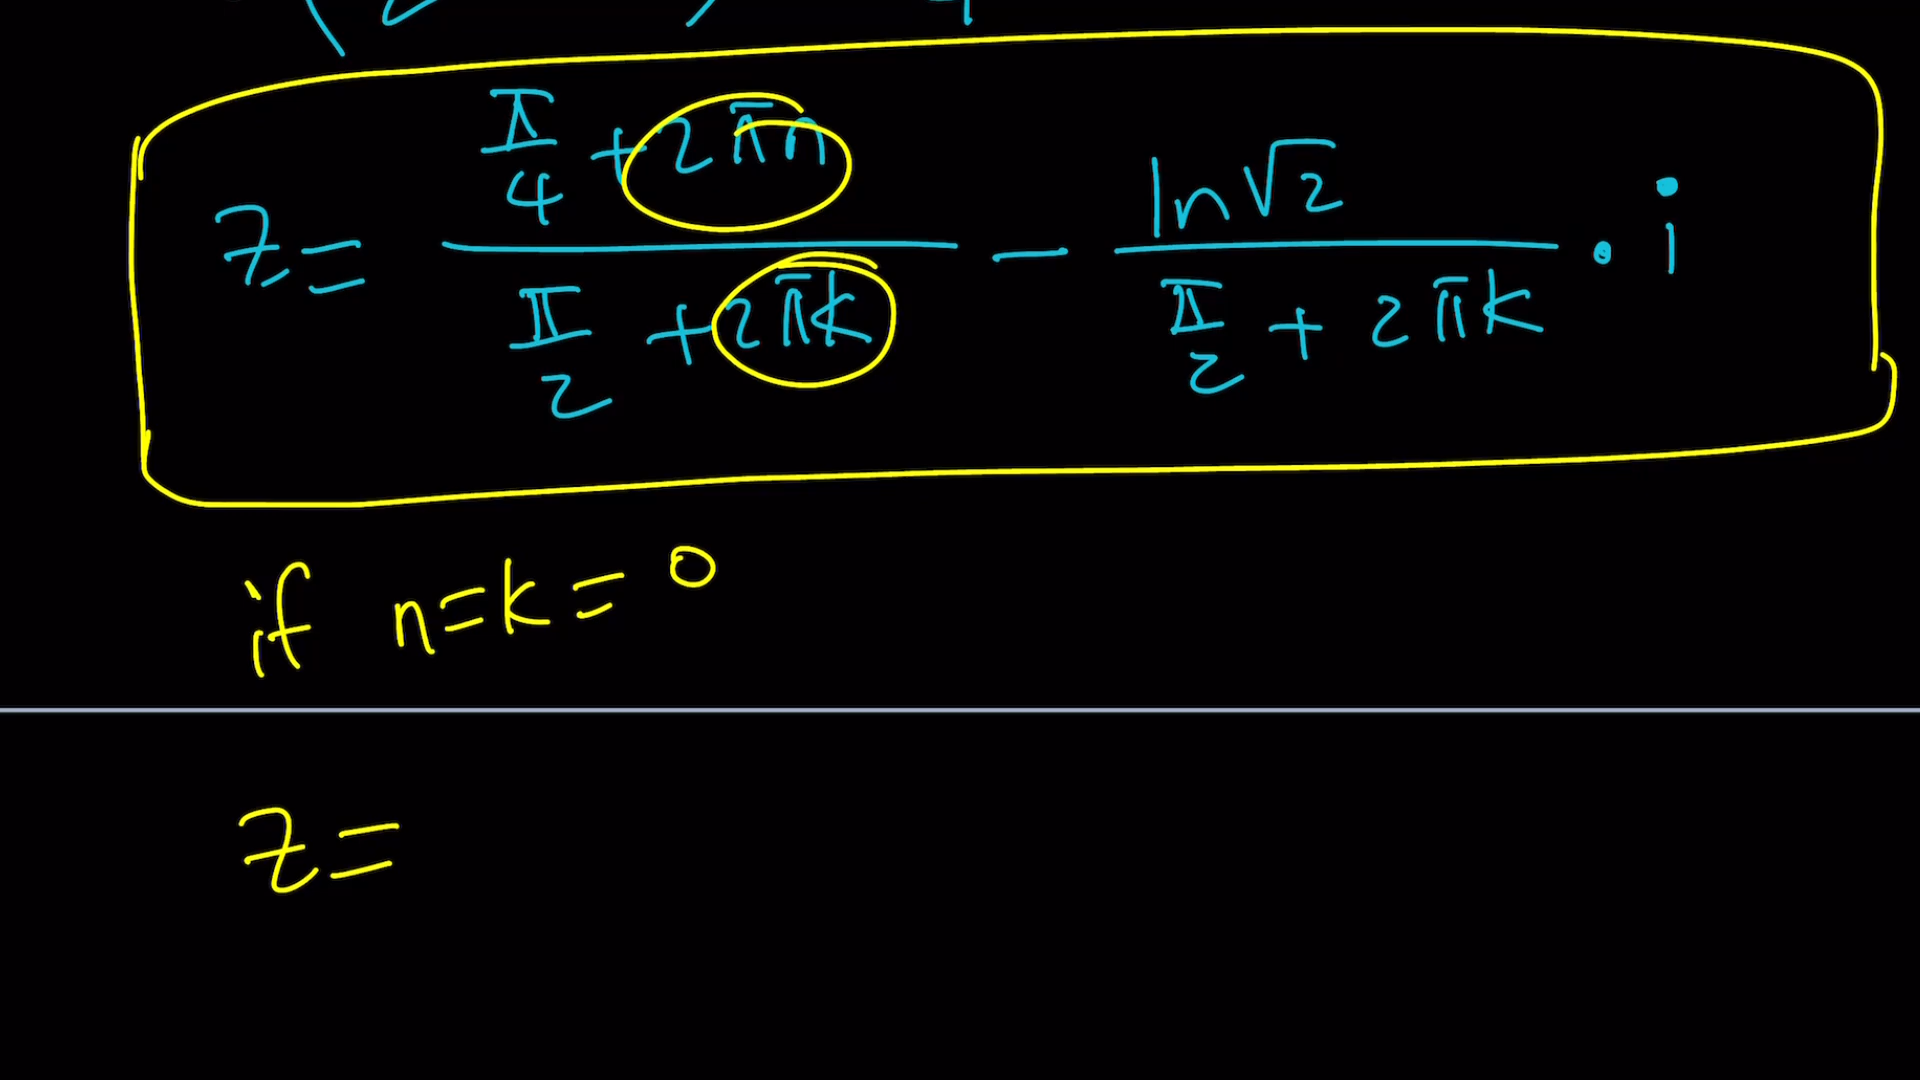 z = (π/4 + 2πn)/(π/2 + 2πk) − (ln√2)/(π/2 + 2πk) · i
if n=k=0
z=